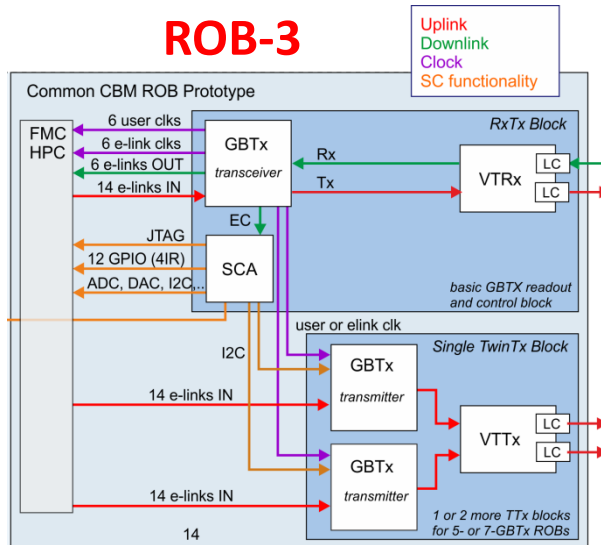 ROB-3
Uplink
Downlink
Clock
SC functionality
Common CBM ROB Prototype
FMC
HPC
6 user clks
6 e-link clks
6 e-links OUT
14 e-links IN
GBTx
transceiver
RxTx Block
Rx
Tx
VTRx
LC
LC
EC
JTAG
12 GPIO (4IR)
ADC, DAC, I2C,..
SCA
basic GBTX readout
and control block
user or elink clk
I2C
Single TwinTx Block
GBTx
transmitter
14 e-links IN
VTTx
LC
LC
GBTx
transmitter
14 e-links IN
1 or 2 more TTx blocks
for 5- or 7-GBTx ROBs
14